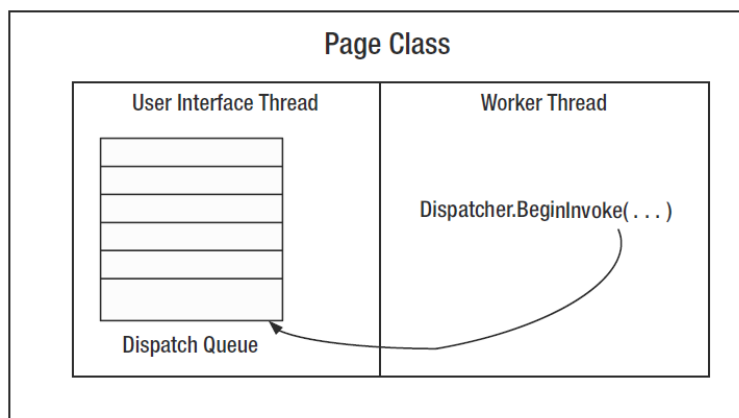 Page Class
User Interface Thread
Worker Thread
Dispatcher.BeginInvoke(...)
Dispatch Queue